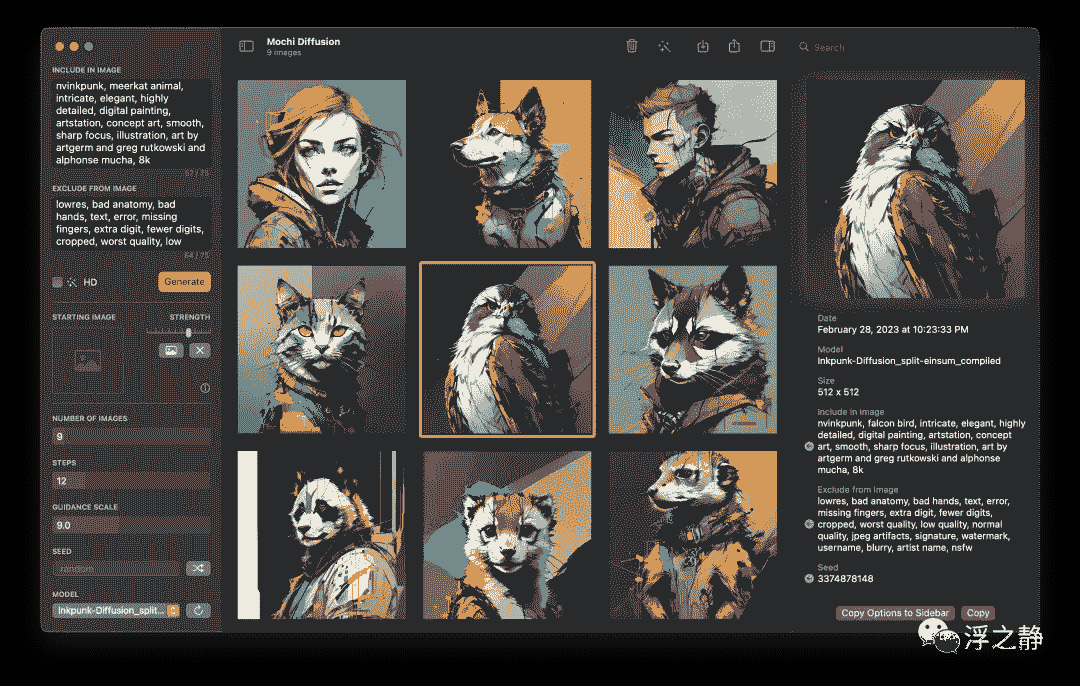 Mochi Diffusion
9 images
Search
INCLUDE IN IMAGE
nvinkpunk, meerkat animal,
intricate, elegant, highly
detailed, digital painting,
artstation, concept art, smooth,
sharp focus, illustration, art by
artgerm and greg rutkowski and
alphonse mucha, 8k
67 / 75
EXCLUDE FROM IMAGE
lowres, bad anatomy, bad
hands, text, error, missing
fingers, extra digit, fewer digits,
cropped, worst quality, low
64 / 75
HD
Generate
STARTING IMAGE
STRENGTH
NUMBER OF IMAGES
9
STEPS
12
GUIDANCE SCALE
9.0
SEED
random
MODEL
Inkpunk-Diffusion_split...
Date
February 28, 2023 at 10:23:33 PM
Model
Inkpunk-Diffusion_split-einsum_compiled
Size
512 x 512
Include in Image
nvinkpunk, falcon bird, intricate, elegant, highly
detailed, digital painting, artstation, concept
art, smooth, sharp focus, illustration, art by
artgerm and greg rutkowski and alphonse
mucha, 8k
Exclude from Image
lowres, bad anatomy, bad hands, text, error,
missing fingers, extra digit, fewer digits,
cropped, worst quality, low quality, normal
quality, jpeg artifacts, signature, watermark,
username, blurry, artist name, nsfw
Seed
3374878148
Copy Options to Sidebar
Copy
浮之静